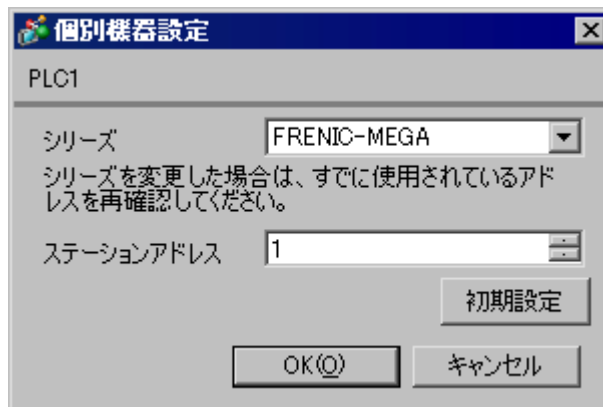 個別機器設定
PLC1
シリーズ FRENIC-MEGA
シリーズを変更した場合は、すでに使用されているアド
レスを再確認してください。
ステーションアドレス 1
初期設定
OK(O) キャンセル